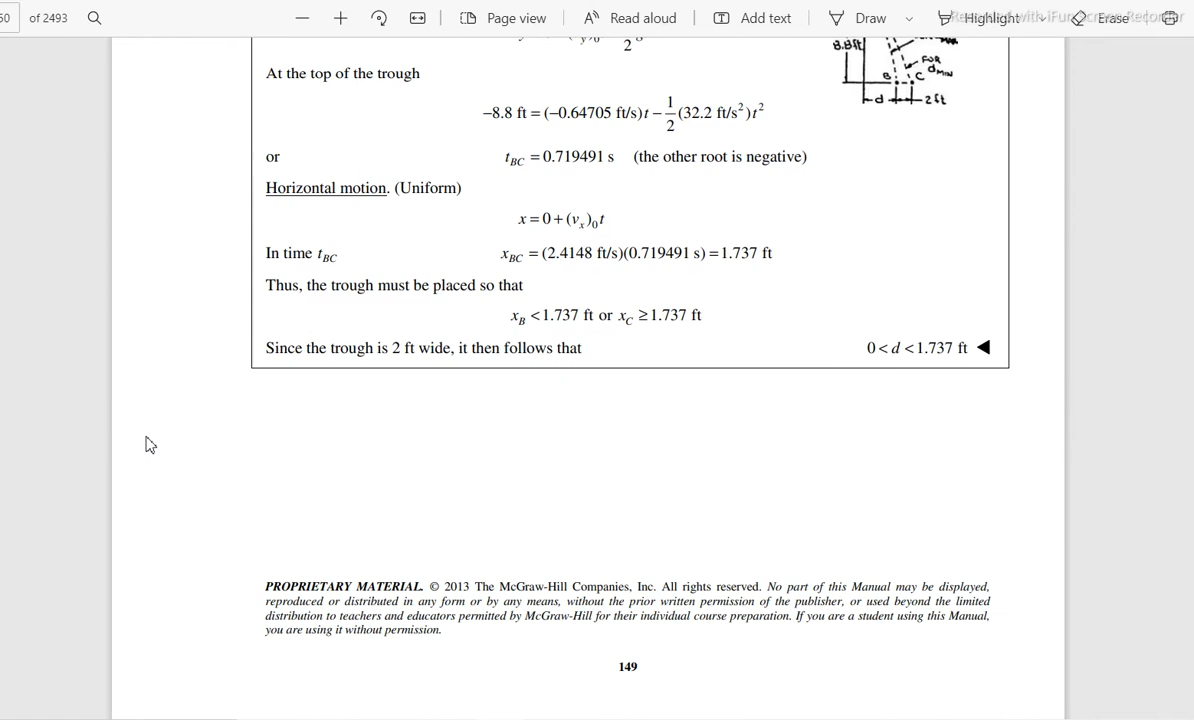 50 of 2493 Page view Read aloud Add text Draw Highlight Erase
8.8ft
FOR
d MIN
B C
d 2 ft
At the top of the trough
−8.8 ft = (−0.64705 ft/s)t − 1/2 (32.2 ft/s²)t²
or t_BC = 0.719491 s (the other root is negative)
Horizontal motion. (Uniform)
x = 0 + (v_x)_0 t
In time t_BC x_BC = (2.4148 ft/s)(0.719491 s) = 1.737 ft
Thus, the trough must be placed so that
x_B < 1.737 ft or x_C ≥ 1.737 ft
Since the trough is 2 ft wide, it then follows that 0 < d < 1.737 ft ◀
PROPRIETARY MATERIAL. © 2013 The McGraw-Hill Companies, Inc. All rights reserved. No part of this Manual may be displayed,
reproduced or distributed in any form or by any means, without the prior written permission of the publisher, or used beyond the limited
distribution to teachers and educators permitted by McGraw-Hill for their individual course preparation. If you are a student using this Manual,
you are using it without permission.
149